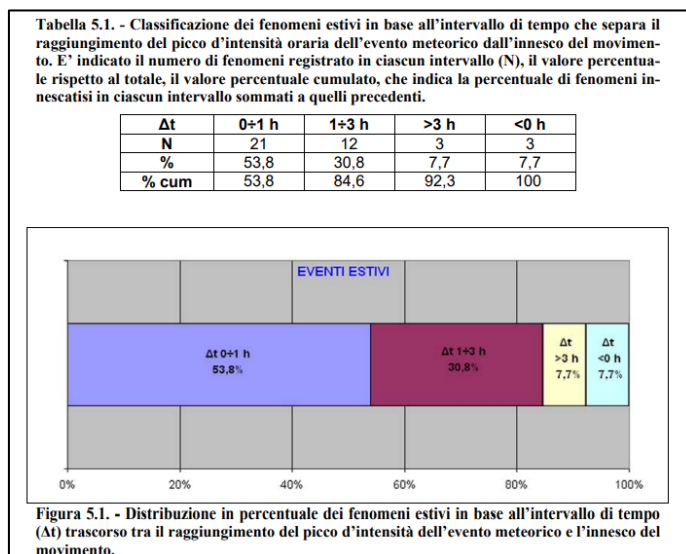 Tabella 5.1. - Classificazione dei fenomeni estivi in base all'intervallo di tempo che separa il
raggiungimento del picco d'intensità oraria dell'evento meteorico dall'innesco del movimen-
to. E' indicato il numero di fenomeni registrato in ciascun intervallo (N), il valore percentua-
le rispetto al totale, il valore percentuale cumulato, che indica la percentuale di fenomeni in-
nescatisi in ciascun intervallo sommati a quelli precedenti.
Δt 0÷1 h 1÷3 h >3 h <0 h
N 21 12 3 3
% 53,8 30,8 7,7 7,7
% cum 53,8 84,6 92,3 100
EVENTI ESTIVI
Δt 0÷1 h
53,8%
Δt 1÷3 h
30,8%
Δt
>3 h
7,7%
Δt
<0 h
7,7%
0% 20% 40% 60% 80% 100%
Figura 5.1. - Distribuzione in percentuale dei fenomeni estivi in base all'intervallo di tempo
(Δt) trascorso tra il raggiungimento del picco d'intensità dell'evento meteorico e l'innesco del
movimento.